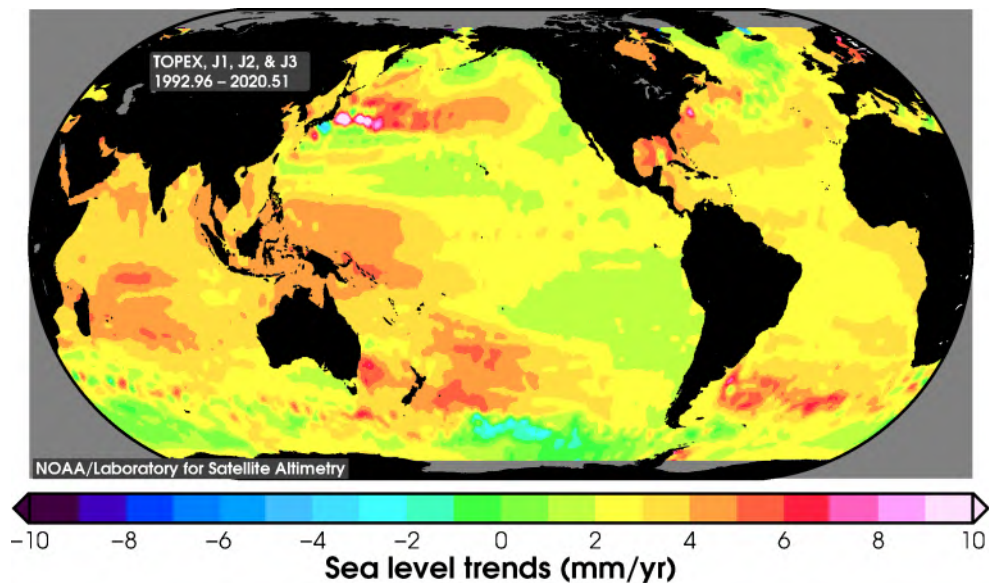 TOPEX, J1, J2, & J3
1992.96 – 2020.51
NOAA/Laboratory for Satellite Altimetry
−10 −8 −6 −4 −2 0 2 4 6 8 10
Sea level trends (mm/yr)